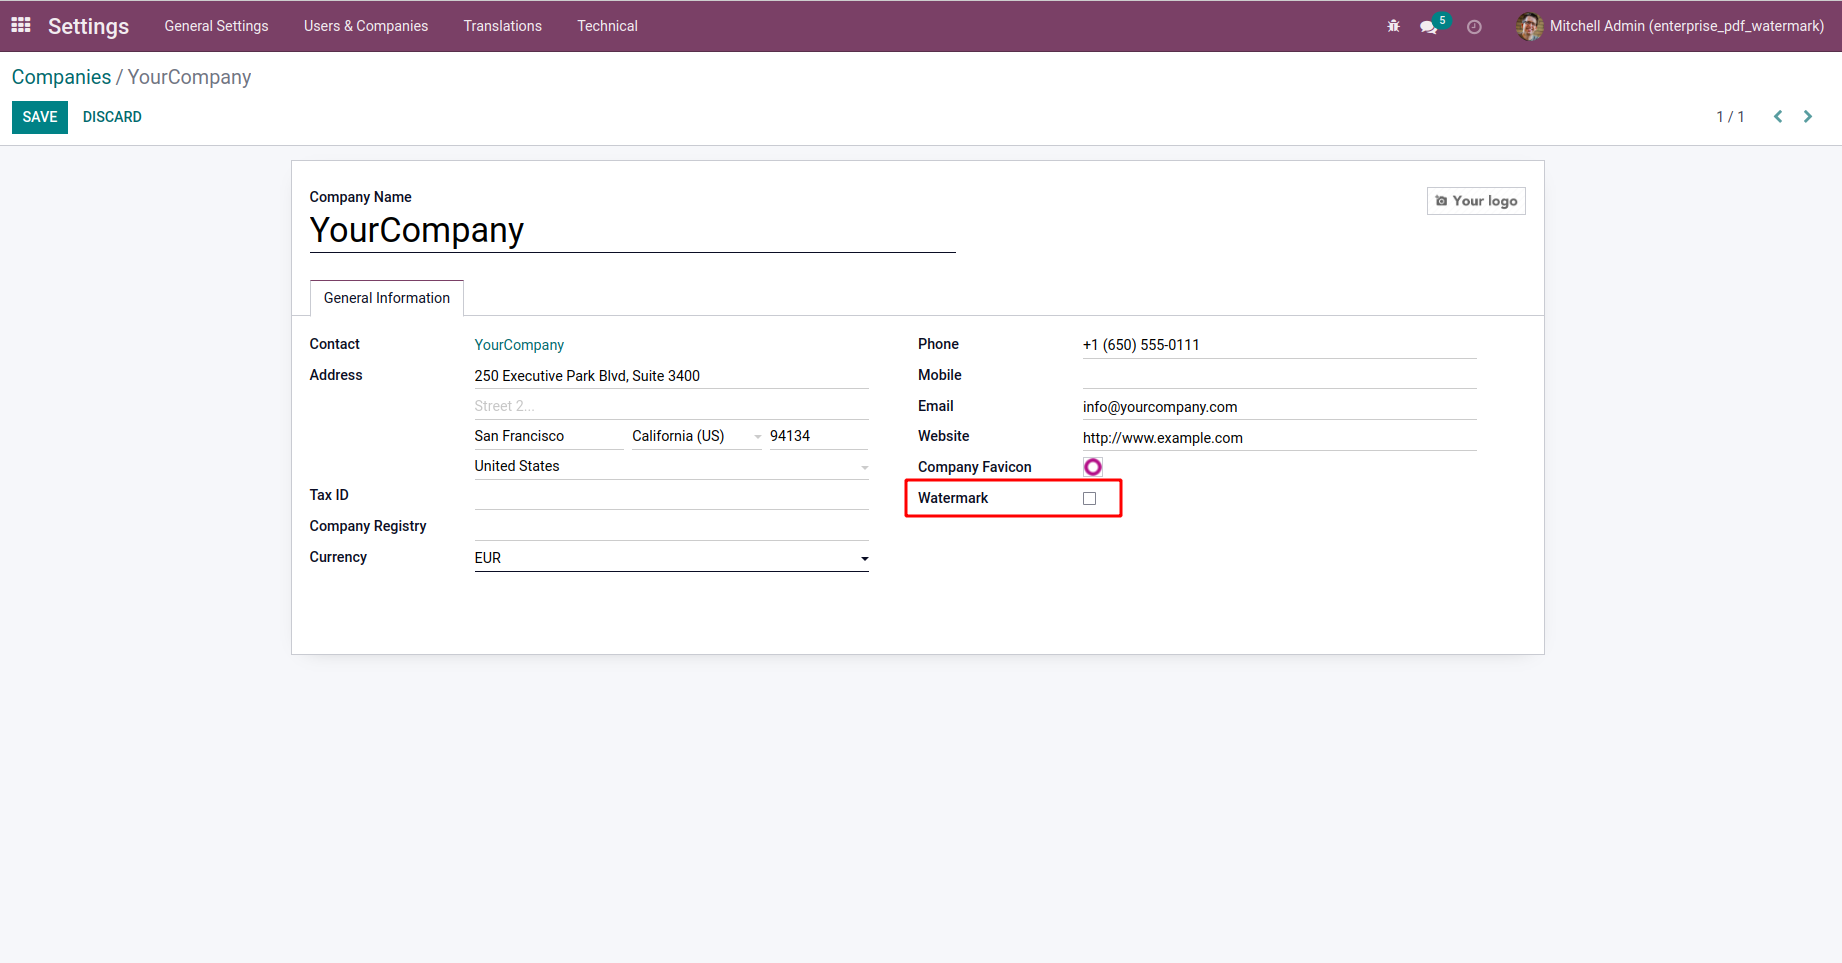 Settings General Settings Users & Companies Translations Technical 5 Mitchell Admin (enterprise_pdf_watermark)
Companies / YourCompany
SAVE DISCARD 1 / 1
Company Name Your logo
YourCompany
General Information
Contact YourCompany Phone +1 (650) 555-0111
Address 250 Executive Park Blvd, Suite 3400 Mobile
Street 2... Email info@yourcompany.com
San Francisco California (US) 94134 Website http://www.example.com
United States Company Favicon
Tax ID Watermark
Company Registry
Currency EUR